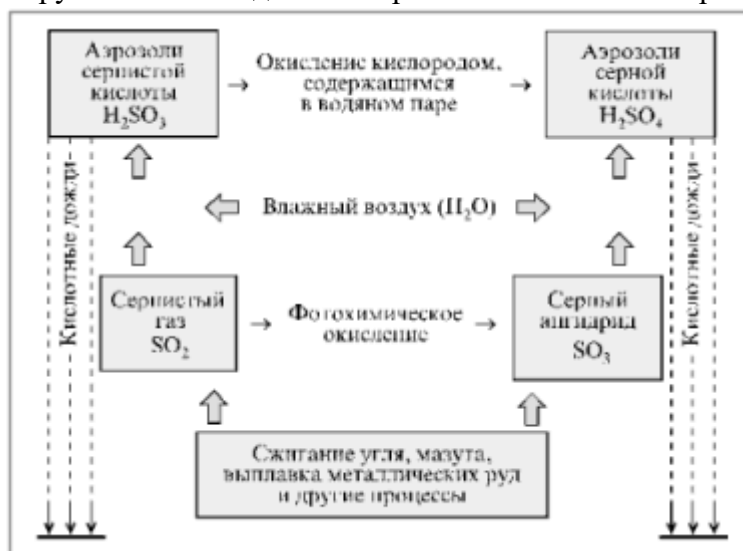 Аэрозоли
сернистой
кислоты
H₂SO₃
Окисление кислородом,
содержащимся
в водяном паре
Аэрозоли
серной
кислоты
H₂SO₄
Кислотные дожди
Влажный воздух (H₂O)
Кислотные дожди
Сернистый
газ
SO₂
Фотохимическое
окисление
Серный
ангидрид
SO₃
Сжигание угля, мазута,
выплавка металлических руд
и другие процессы